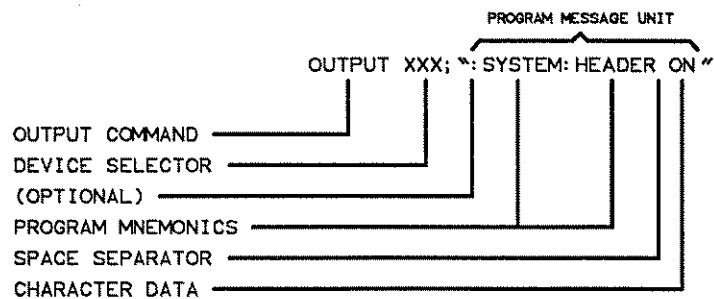 PROGRAM MESSAGE UNIT
OUTPUT XXX; ":SYSTEM:HEADER ON"
OUTPUT COMMAND
DEVICE SELECTOR
(OPTIONAL)
PROGRAM MNEMONICS
SPACE SEPARATOR
CHARACTER DATA